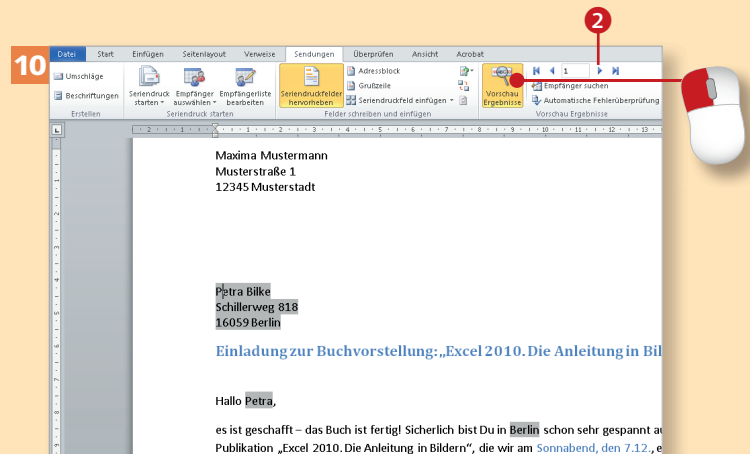 2
10
Datei Start Einfügen Seitenlayout Verweise Sendungen Überprüfen Ansicht Acrobat
Umschläge
Beschriftungen
Erstellen
Seriendruck starten
Empfänger auswählen
Empfängerliste bearbeiten
Seriendruck starten
Seriendruckfelder hervorheben
Adressblock
Grußzeile
Seriendruckfeld einfügen
Felder schreiben und einfügen
Vorschau Ergebnisse
1
Empfänger suchen
Automatische Fehlerüberprüfung
Vorschau Ergebnisse
Maxima Mustermann
Musterstraße 1
12345 Musterstadt
Petra Bilke
Schillerweg 818
16059 Berlin
Einladung zur Buchvorstellung: „Excel 2010. Die Anleitung in Bil
Hallo Petra,
es ist geschafft – das Buch ist fertig! Sicherlich bist Du in Berlin schon sehr gespannt au
Publikation „Excel 2010. Die Anleitung in Bildern“, die wir am Sonnabend, den 7.12., e